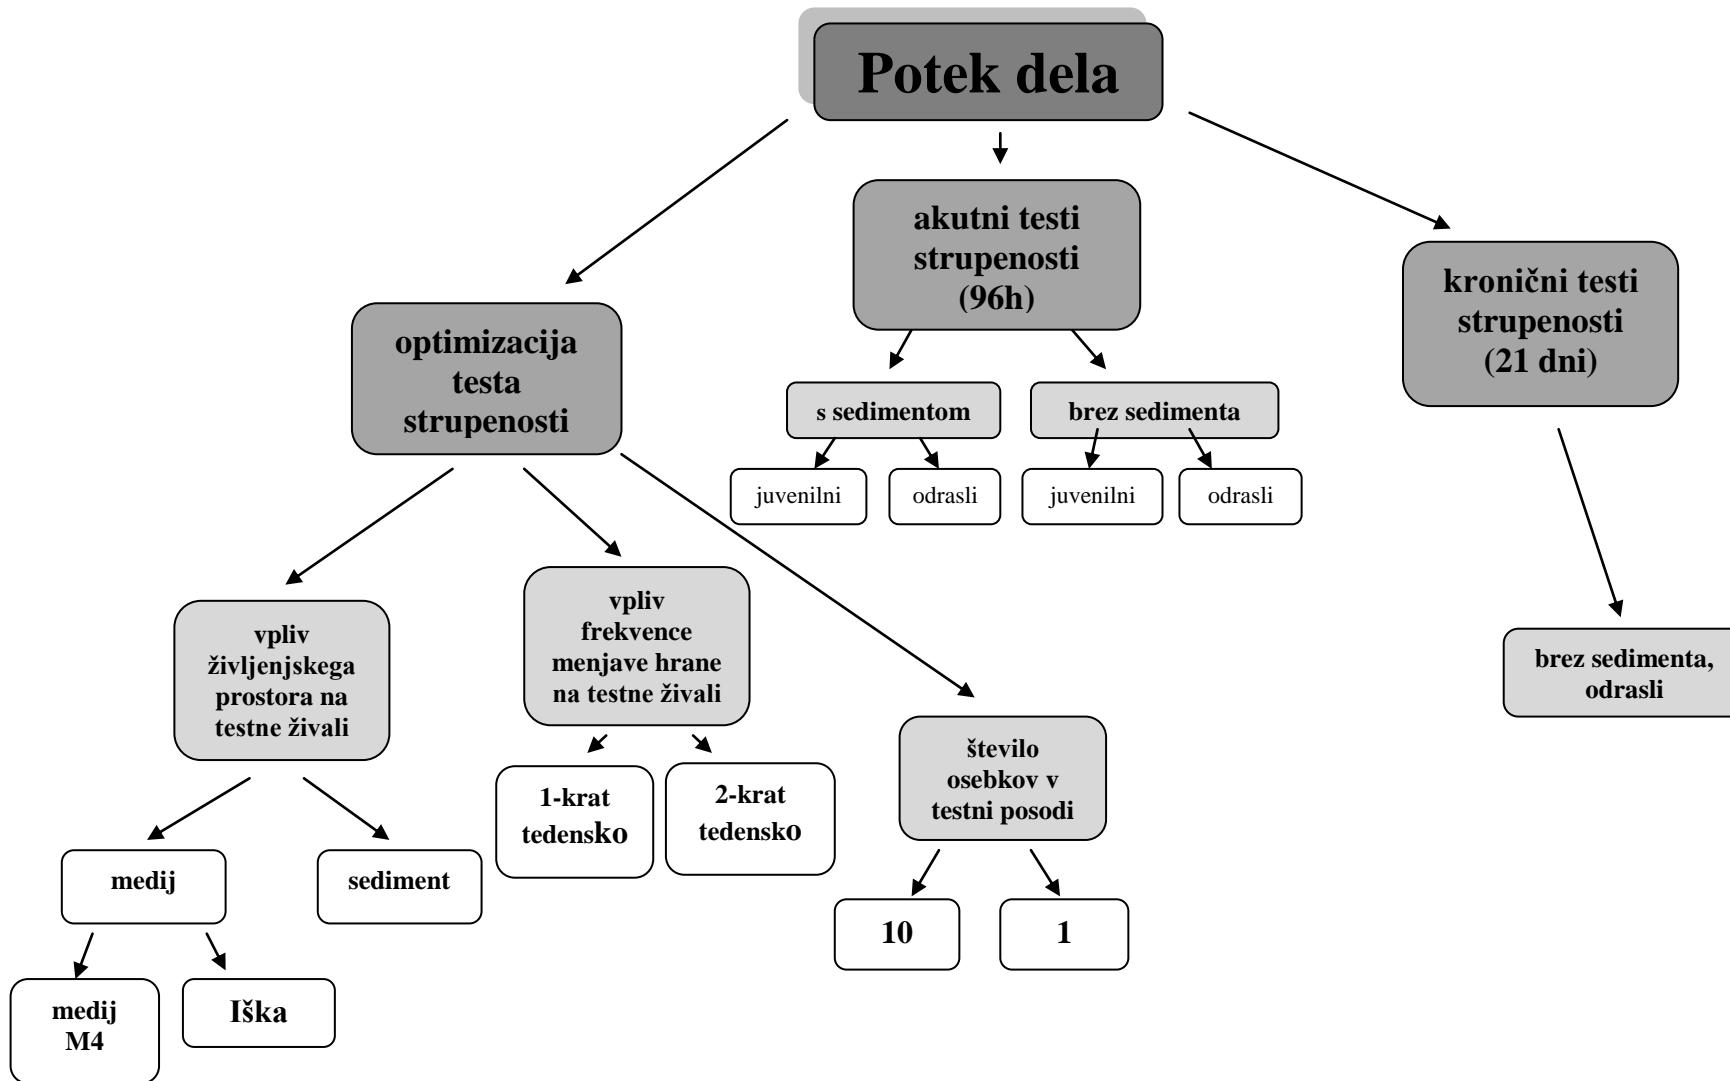 Potek dela
akutni testi
strupenosti
(96h)
kronični testi
strupenosti
(21 dni)
optimizacija
testa
strupenosti
s sedimentom
brez sedimenta
juvenilni
odrasli
juvenilni
odrasli
vpliv
življenjskega
prostora na
testne živali
vpliv
frekvence
menjave hrane
na testne živali
število
osebkov v
testni posodi
brez sedimenta,
odrasli
1-krat
tedensko
2-krat
tedensko
medij
sediment
10
1
medij
M4
Iška